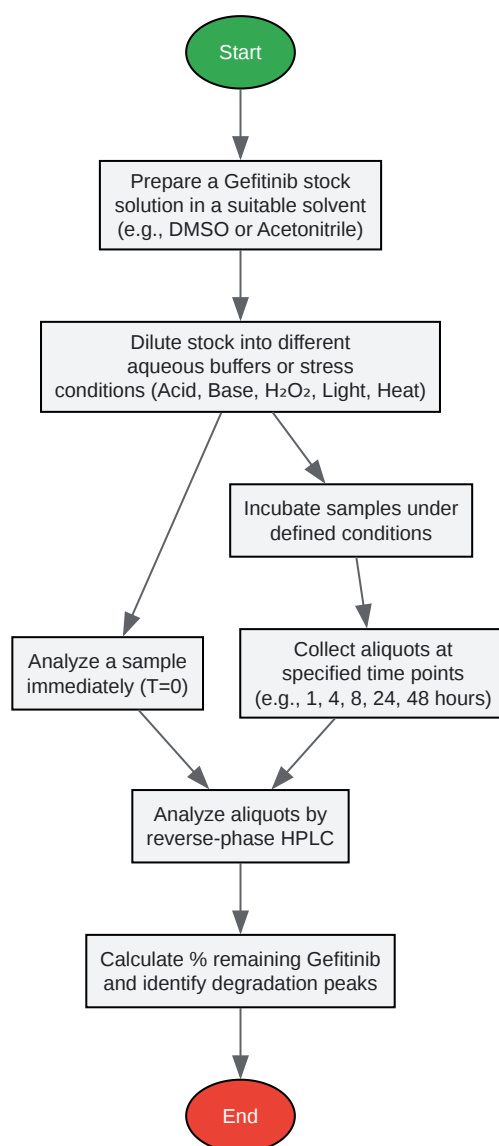 Start
Prepare a Gefitinib stock
solution in a suitable solvent
(e.g., DMSO or Acetonitrile)
Dilute stock into different
aqueous buffers or stress
conditions (Acid, Base, H₂O₂, Light, Heat)
Incubate samples under
defined conditions
Analyze a sample
immediately (T=0)
Collect aliquots at
specified time points
(e.g., 1, 4, 8, 24, 48 hours)
Analyze aliquots by
reverse-phase HPLC
Calculate % remaining Gefitinib
and identify degradation peaks
End